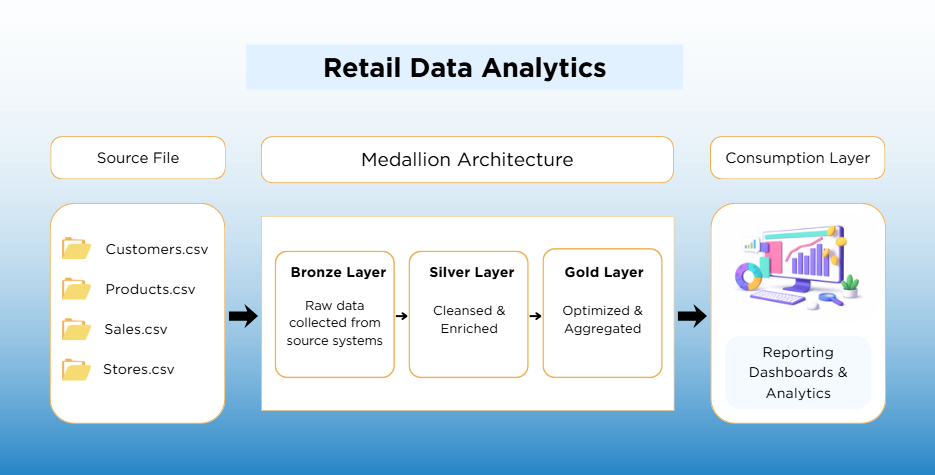 Retail Data Analytics
Source File
Medallion Architecture
Consumption Layer
Customers.csv
Products.csv
Sales.csv
Stores.csv
Bronze Layer
Raw data
collected from
source systems
Silver Layer
Cleansed &
Enriched
Gold Layer
Optimized &
Aggregated
Reporting
Dashboards &
Analytics